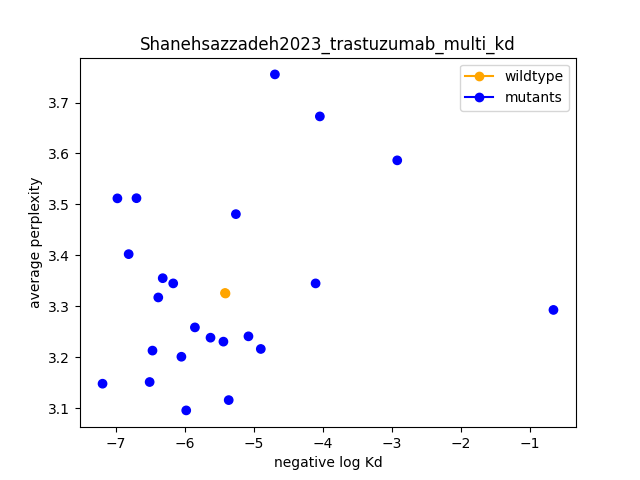 Shanehsazzadeh2023_trastuzumab_multi_kd
wildtype
mutants
average perplexity
3.7
3.6
3.5
3.4
3.3
3.2
3.1
−7
−6
−5
−4
−3
−2
−1
negative log Kd